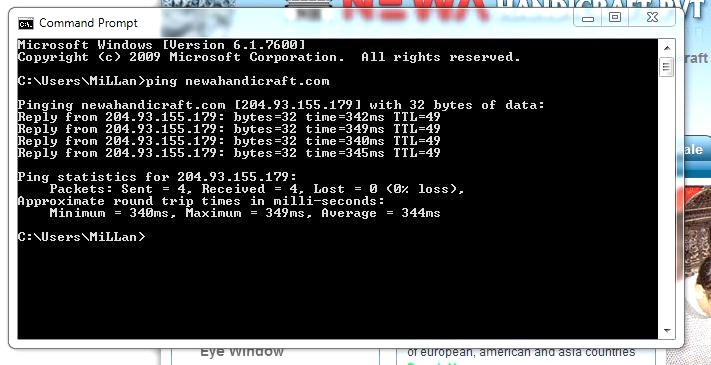 NEWA HANDICRAFT PVT
Command Prompt
Microsoft Windows [Version 6.1.7600]
Copyright (c) 2009 Microsoft Corporation.  All rights reserved.
C:\Users\MiLLan>ping newahandicraft.com
Pinging newahandicraft.com [204.93.155.179] with 32 bytes of data:
Reply from 204.93.155.179: bytes=32 time=342ms TTL=49
Reply from 204.93.155.179: bytes=32 time=349ms TTL=49
Reply from 204.93.155.179: bytes=32 time=340ms TTL=49
Reply from 204.93.155.179: bytes=32 time=345ms TTL=49
Ping statistics for 204.93.155.179:
    Packets: Sent = 4, Received = 4, Lost = 0 (0% loss),
Approximate round trip times in milli-seconds:
    Minimum = 340ms, Maximum = 349ms, Average = 344ms
C:\Users\MiLLan>
raft
ale
Eye Window
of european, american and asia countries